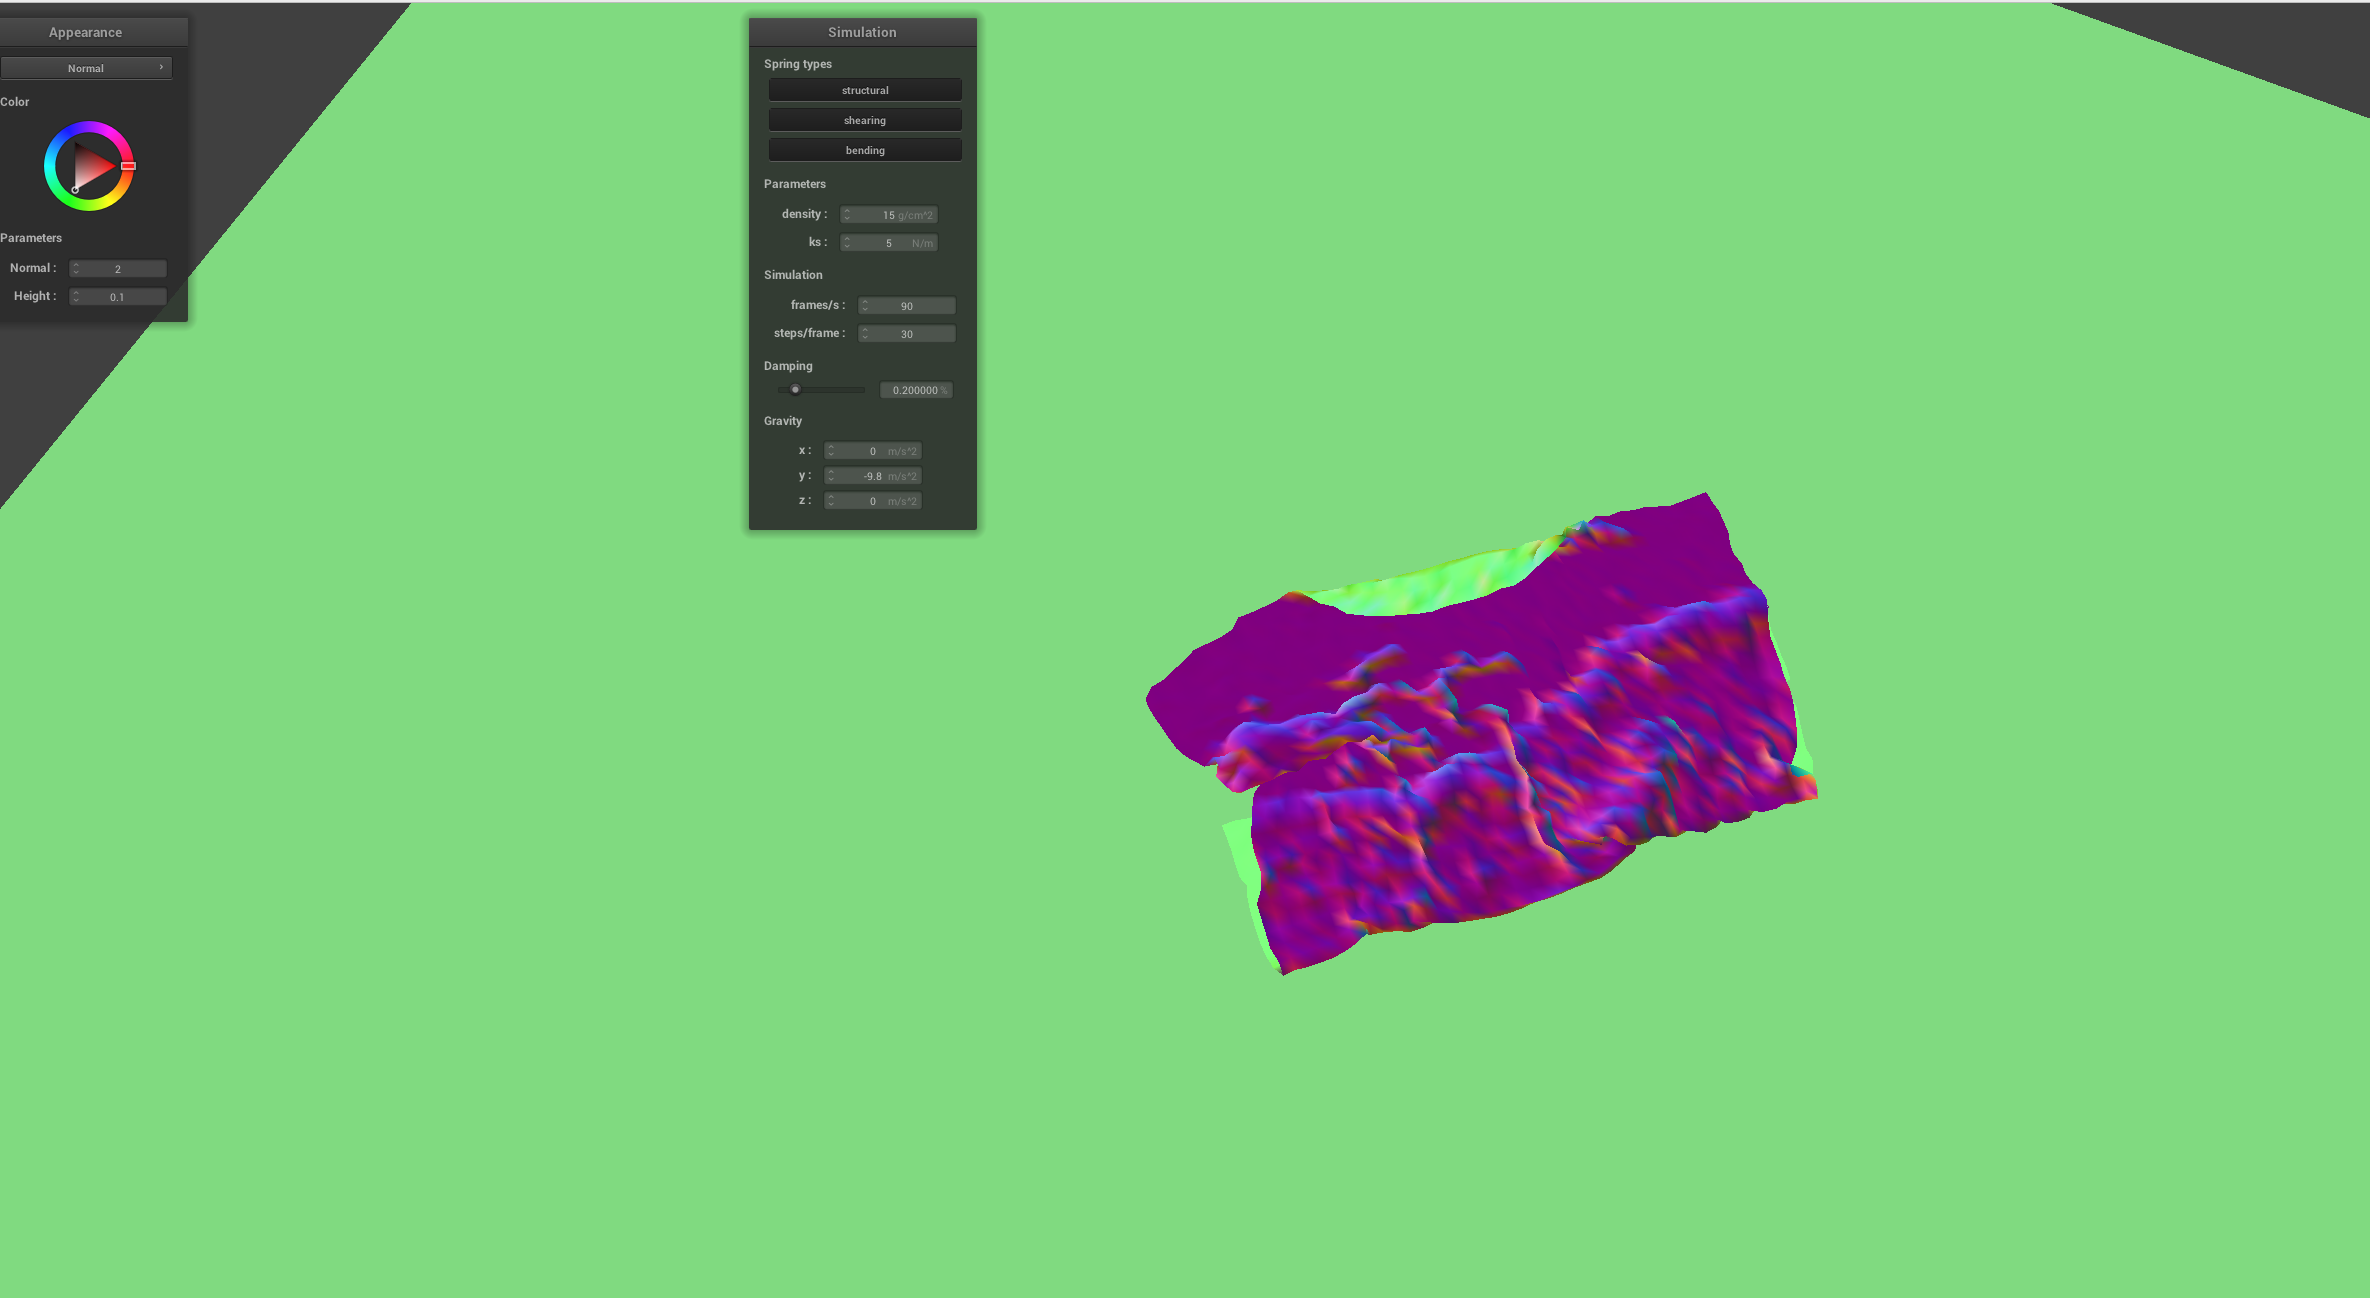 Appearance
Normal
Color
Parameters
Normal : 2
Height : 0.1
Simulation
Spring types
structural
shearing
bending
Parameters
density : 15 g/cm^2
ks : 5 N/m
Simulation
frames/s : 90
steps/frame : 30
Damping
0.200000 %
Gravity
x : 0 m/s^2
y : -9.8 m/s^2
z : 0 m/s^2